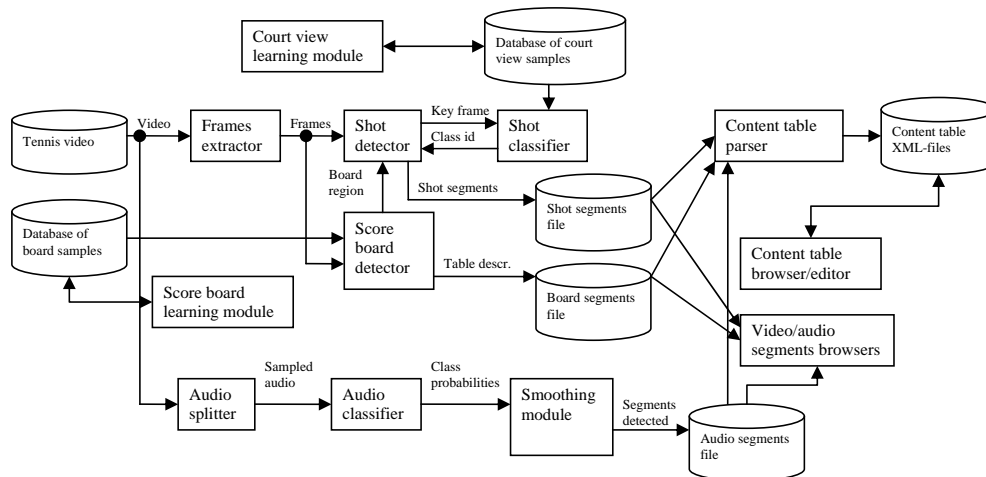 Court view
learning module
Database of court
view samples
Video
Frames
extractor
Frames
Shot
detector
Key frame
Class id
Shot
classifier
Content table
parser
Content table
XML-files
Tennis video
Board
region
Shot segments
Shot segments
file
Database of
board samples
Score
board
detector
Content table
browser/editor
Table descr.
Board segments
file
Score board
learning module
Video/audio
segments browsers
Audio
splitter
Sampled
audio
Audio
classifier
Class
probabilities
Smoothing
module
Segments
detected
Audio segments
file